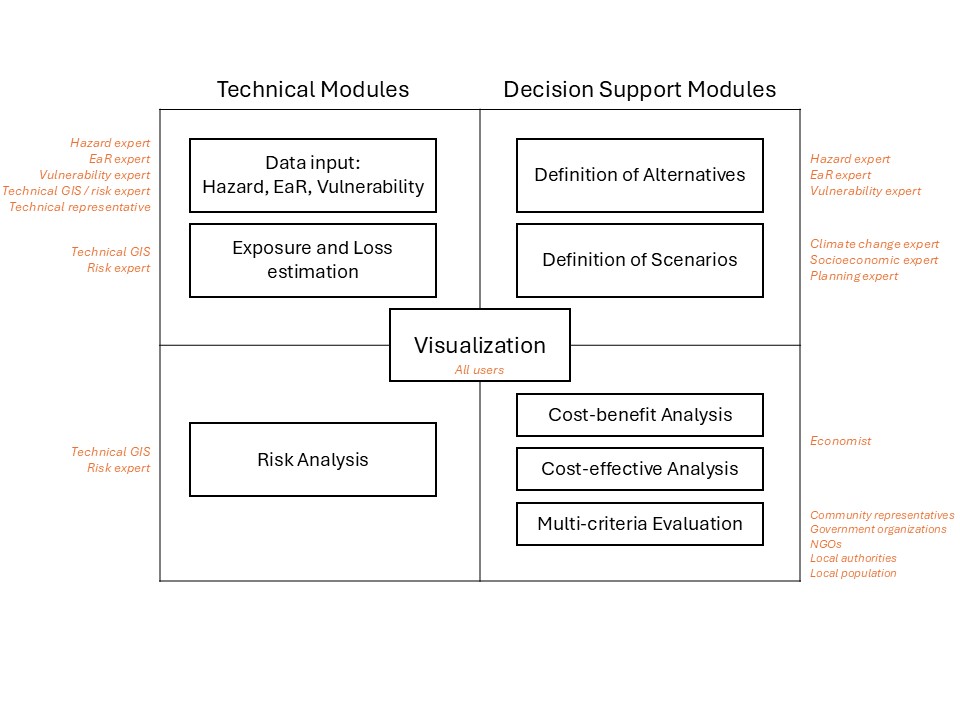 Technical Modules
Decision Support Modules
Hazard expert
EaR expert
Vulnerability expert
Technical GIS / risk expert
Technical representative
Data input:
Hazard, EaR, Vulnerability
Definition of Alternatives
Hazard expert
EaR expert
Vulnerability expert
Technical GIS
Risk expert
Exposure and Loss
estimation
Definition of Scenarios
Climate change expert
Socioeconomic expert
Planning expert
Visualization
All users
Technical GIS
Risk expert
Risk Analysis
Cost-benefit Analysis
Cost-effective Analysis
Multi-criteria Evaluation
Economist
Community representatives
Government organizations
NGOs
Local authorities
Local population